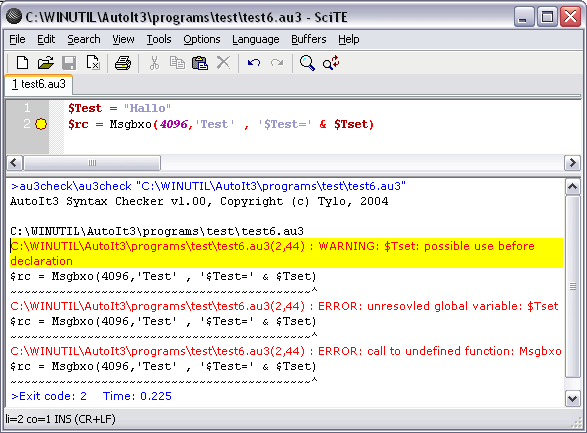 C:\WINUTIL\AutoIt3\programs\test\test6.au3 - SciTE
File Edit Search View Tools Options Language Buffers Help
1 test6.au3
1 $Test = "Hallo"
2 $rc = Msgbxo(4096,'Test' , '$Test=' & $Tset)
>au3check\au3check "C:\WINUTIL\AutoIt3\programs\test\test6.au3"
AutoIt3 Syntax Checker v1.00, Copyright (c) Tylo, 2004
C:\WINUTIL\AutoIt3\programs\test\test6.au3
C:\WINUTIL\AutoIt3\programs\test\test6.au3(2,44) : WARNING: $Tset: possible use before
declaration
$rc = Msgbxo(4096,'Test' , '$Test=' & $Tset)
~~~~~~~~~~~~~~~~~~~~~~~~~~~~~~~~~~~~~~~~~~~^
C:\WINUTIL\AutoIt3\programs\test\test6.au3(2,44) : ERROR: unresovled global variable: $Tset
$rc = Msgbxo(4096,'Test' , '$Test=' & $Tset)
~~~~~~~~~~~~~~~~~~~~~~~~~~~~~~~~~~~~~~~~~~~^
C:\WINUTIL\AutoIt3\programs\test\test6.au3(2,44) : ERROR: call to undefined function: Msgbxo
$rc = Msgbxo(4096,'Test' , '$Test=' & $Tset)
~~~~~~~~~~~~~~~~~~~~~~~~~~~~~~~~~~~~~~~~~~~^
>Exit code: 2 Time: 0.225
li=2 co=1 INS (CR+LF)